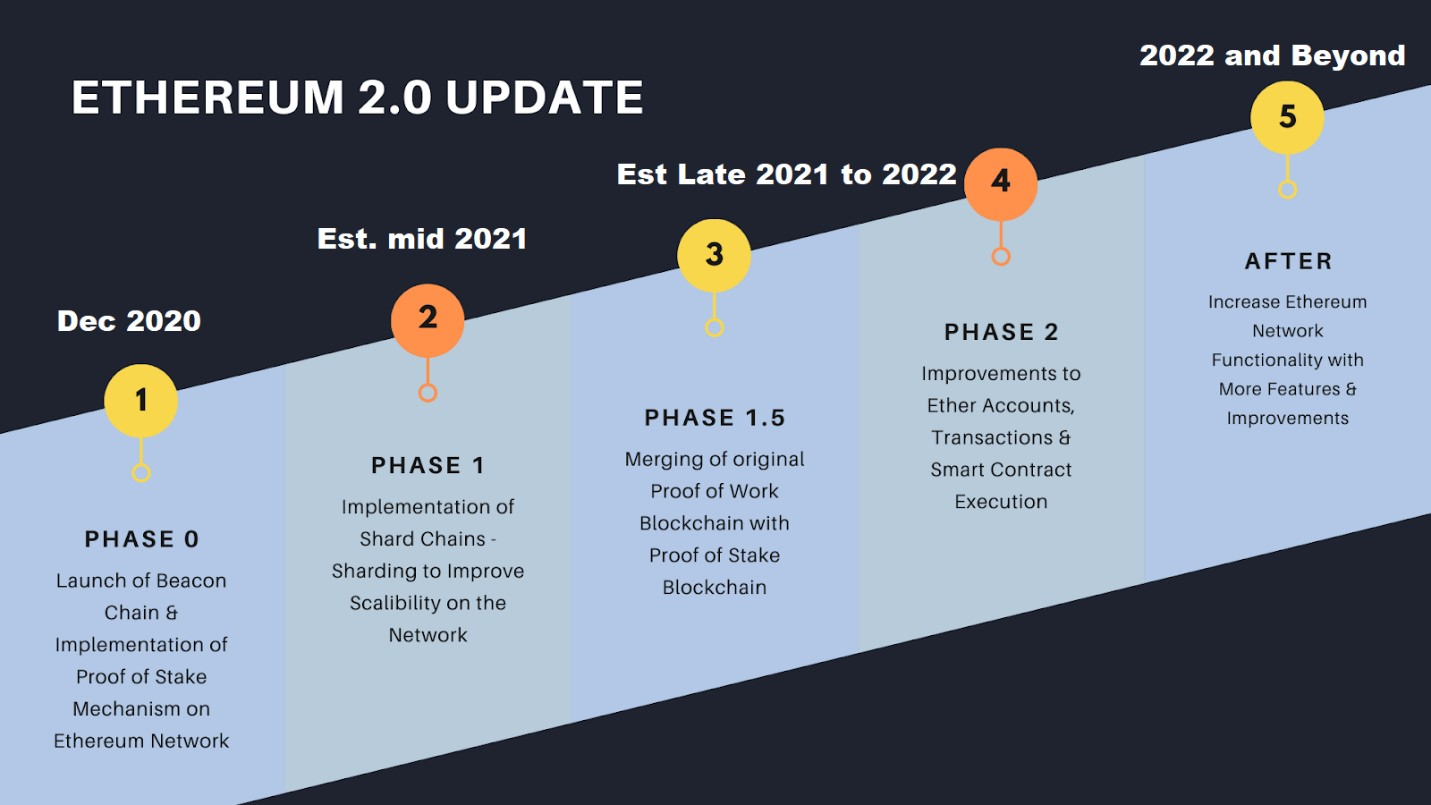 ETHEREUM 2.0 UPDATE
Dec 2020
1
PHASE 0
Launch of Beacon
Chain &
Implementation of
Proof of Stake
Mechanism on
Ethereum Network
Est. mid 2021
2
PHASE 1
Implementation of
Shard Chains -
Sharding to Improve
Scalibility on the
Network
Est Late 2021 to 2022
3
PHASE 1.5
Merging of original
Proof of Work
Blockchain with
Proof of Stake
Blockchain
4
PHASE 2
Improvements to
Ether Accounts,
Transactions &
Smart Contract
Execution
2022 and Beyond
5
AFTER
Increase Ethereum
Network
Functionality with
More Features &
Improvements